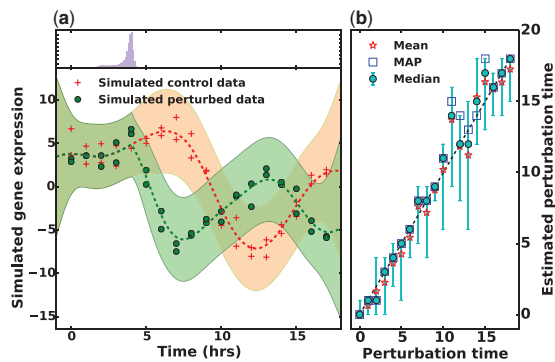 (a)
Simulated control data
Simulated perturbed data
Simulated gene expression
10
5
0
−5
−10
−15
0
5
10
15
Time (hrs)
(b)
Mean
MAP
Median
20
15
10
5
0
Estimated perturbation time
0
5
10
15
Perturbation time